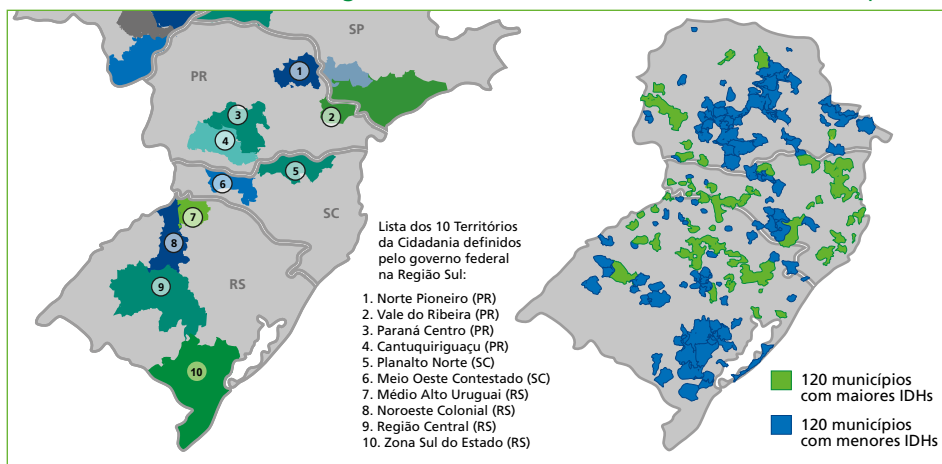 SP
PR
1
2
3
4
5
6
SC
7
8
9
RS
10
Lista dos 10 Territórios
da Cidadania definidos
pelo governo federal
na Região Sul:
1. Norte Pioneiro (PR)
2. Vale do Ribeira (PR)
3. Paraná Centro (PR)
4. Cantuquiriguaçu (PR)
5. Planalto Norte (SC)
6. Meio Oeste Contestado (SC)
7. Médio Alto Uruguai (RS)
8. Noroeste Colonial (RS)
9. Região Central (RS)
10. Zona Sul do Estado (RS)
120 municípios
com maiores IDHs
120 municípios
com menores IDHs